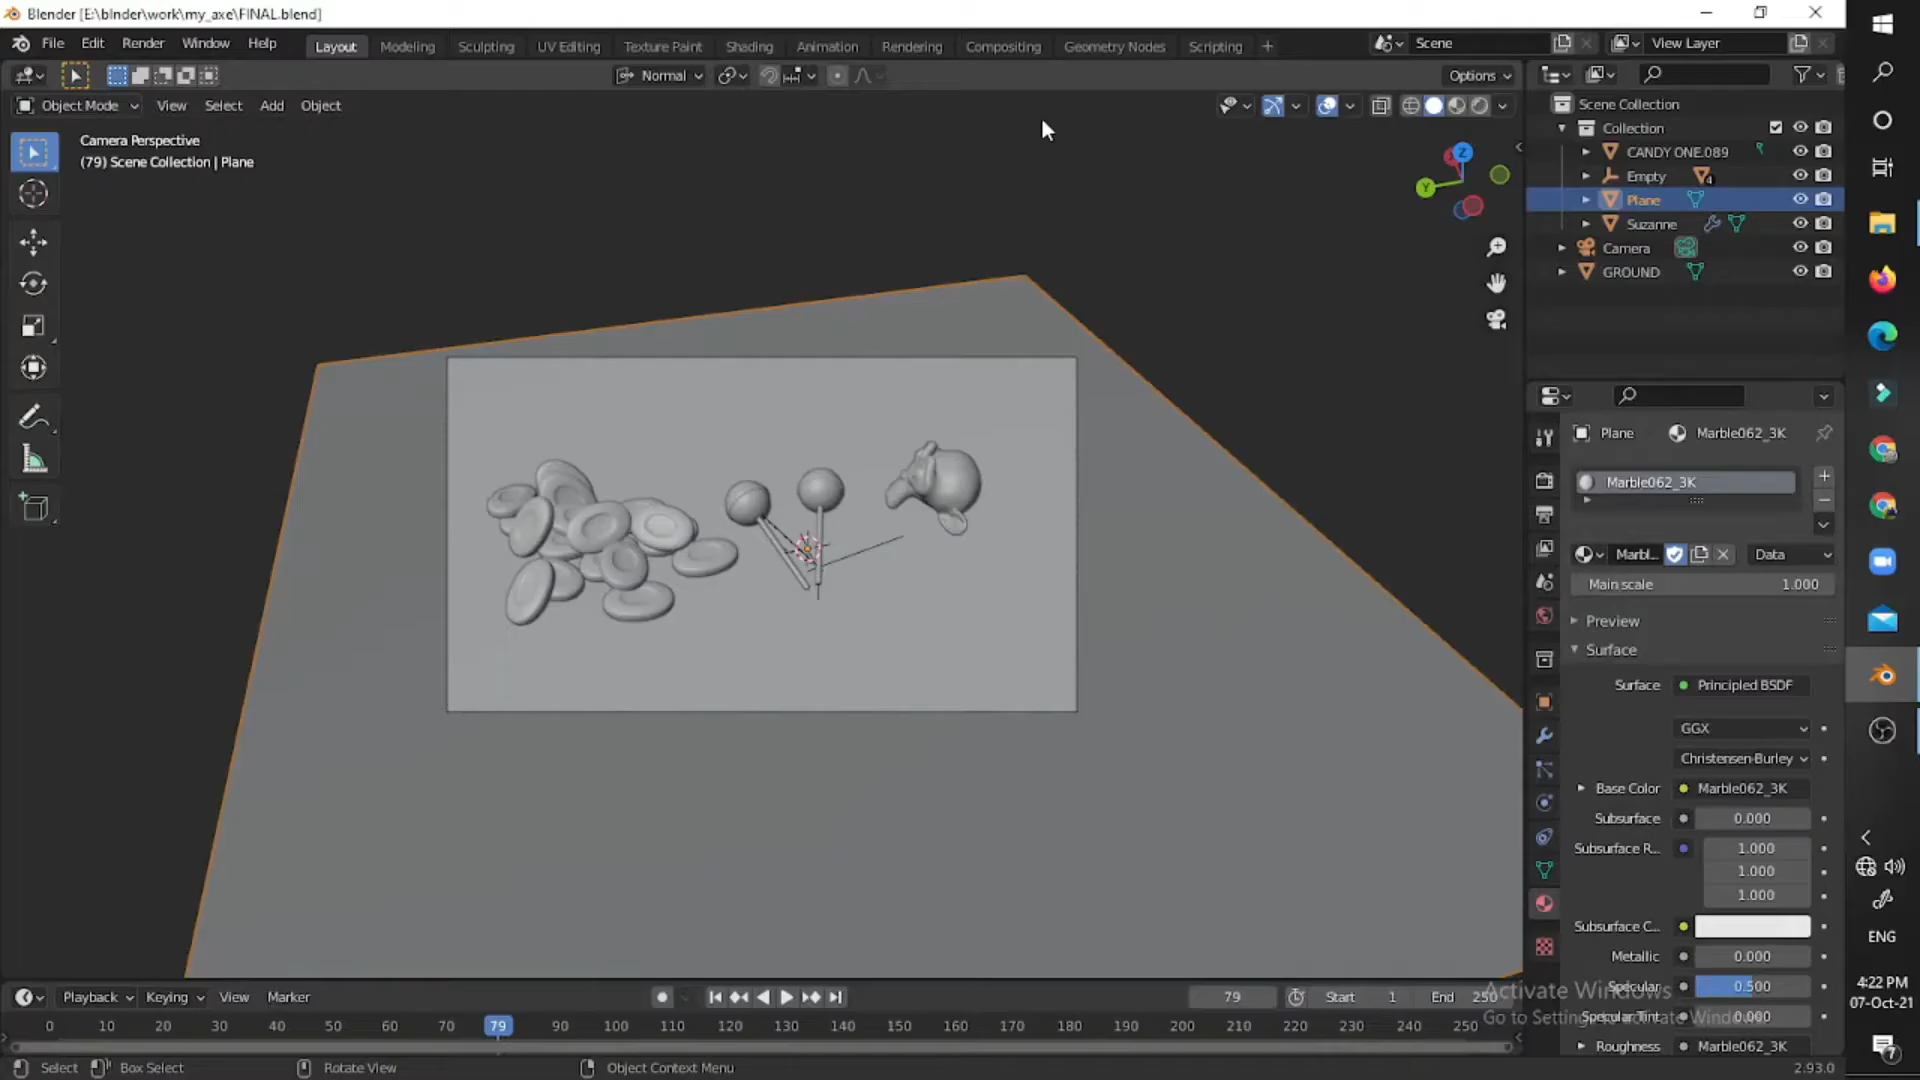 Blender [E:\blnder\work\my_axe\FINAL.blend]
File Edit Render Window Help Layout Modeling Sculpting UV Editing Texture Paint Shading Animation Rendering Compositing Geometry Nodes Scripting + Scene View Layer
Normal Options
Object Mode View Select Add Object
Camera Perspective
(79) Scene Collection | Plane
Z
Y
Scene Collection
Collection
CANDY ONE.089
Empty 4
Plane
Suzanne
Camera
GROUND
Plane Marble062_3K
Marble062_3K
Marbl... Data
Main scale 1.000
Preview
Surface
Surface Principled BSDF
GGX
Christensen-Burley
Base Color Marble062_3K
Subsurface 0.000
Subsurface R... 1.000
1.000
1.000
Subsurface C...
Metallic 0.000
Specular 0.500
Specular Tint 0.000
Roughness Marble062_3K
Activate Windows
Go to Settings to activate Windows.
Playback Keying View Marker 79 Start 1 End 250
0 10 20 30 40 50 60 70 79 90 100 110 120 130 140 150 160 170 180 190 200 210 220 230 240 250
Select Box Select Rotate View Object Context Menu 2.93.0
ENG
4:22 PM
07-Oct-21
7